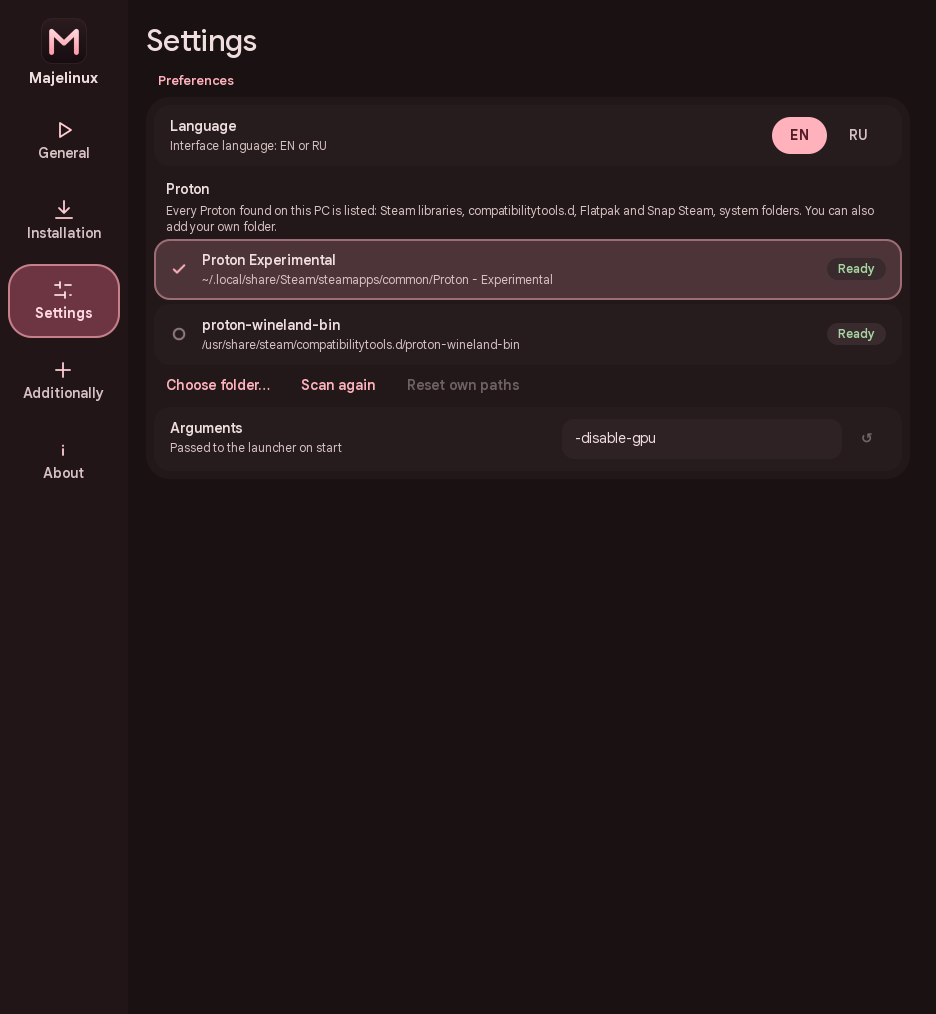 Majelinux
General
Installation
Settings
Additionally
About
Settings
Preferences
Language
Interface language: EN or RU
EN
RU
Proton
Every Proton found on this PC is listed: Steam libraries, compatibilitytools.d, Flatpak and Snap Steam, system folders. You can also
add your own folder.
Proton Experimental
~/.local/share/Steam/steamapps/common/Proton - Experimental
Ready
proton-wineland-bin
/usr/share/steam/compatibilitytools.d/proton-wineland-bin
Ready
Choose folder... Scan again Reset own paths
Arguments
Passed to the launcher on start
-disable-gpu